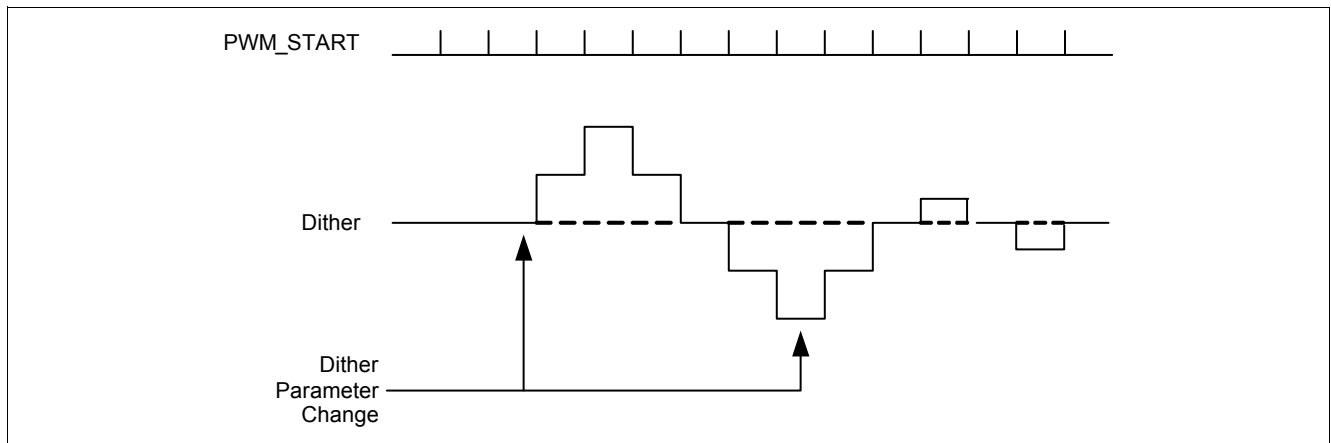 PWM_START
Dither
Dither
Parameter
Change